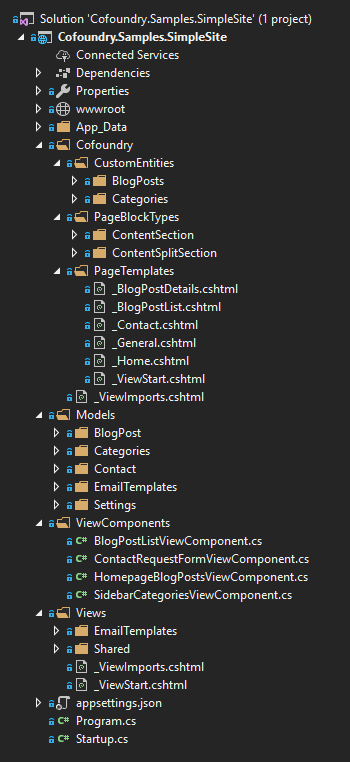 Solution 'Cofoundry.Samples.SimpleSite' (1 project)
Cofoundry.Samples.SimpleSite
Connected Services
Dependencies
Properties
wwwroot
App_Data
Cofoundry
CustomEntities
BlogPosts
Categories
PageBlockTypes
ContentSection
ContentSplitSection
PageTemplates
_BlogPostDetails.cshtml
_BlogPostList.cshtml
_Contact.cshtml
_General.cshtml
_Home.cshtml
_ViewStart.cshtml
_ViewImports.cshtml
Models
BlogPost
Categories
Contact
EmailTemplates
Settings
ViewComponents
C# BlogPostListViewComponent.cs
C# ContactRequestFormViewComponent.cs
C# HomepageBlogPostsViewComponent.cs
C# SidebarCategoriesViewComponent.cs
Views
EmailTemplates
Shared
_ViewImports.cshtml
_ViewStart.cshtml
appsettings.json
C# Program.cs
C# Startup.cs